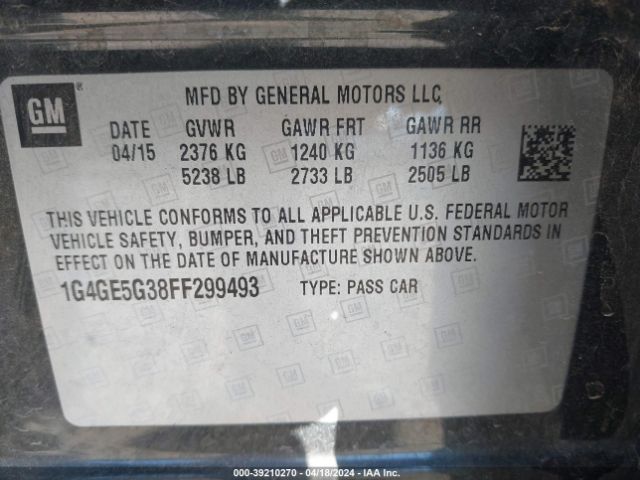 GM
®
MFD BY GENERAL MOTORS LLC
DATE GVWR GAWR FRT GAWR RR
04/15 2376 KG 1240 KG 1136 KG
5238 LB 2733 LB 2505 LB
THIS VEHICLE CONFORMS TO ALL APPLICABLE U.S. FEDERAL MOTOR
VEHICLE SAFETY, BUMPER, AND THEFT PREVENTION STANDARDS IN
EFFECT ON THE DATE OF MANUFACTURE SHOWN ABOVE.
1G4GE5G38FF299493 TYPE: PASS CAR
000-39210270 - 04/18/2024 - IAA Inc.